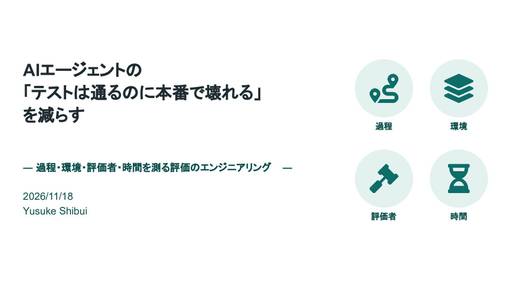 AIエージェントの
「テストは通るのに本番で壊れる」
を減らす
― 過程・環境・評価者・時間を測る評価のエンジニアリング ―
2026/11/18
Yusuke Shibui
過程
環境
評価者
時間